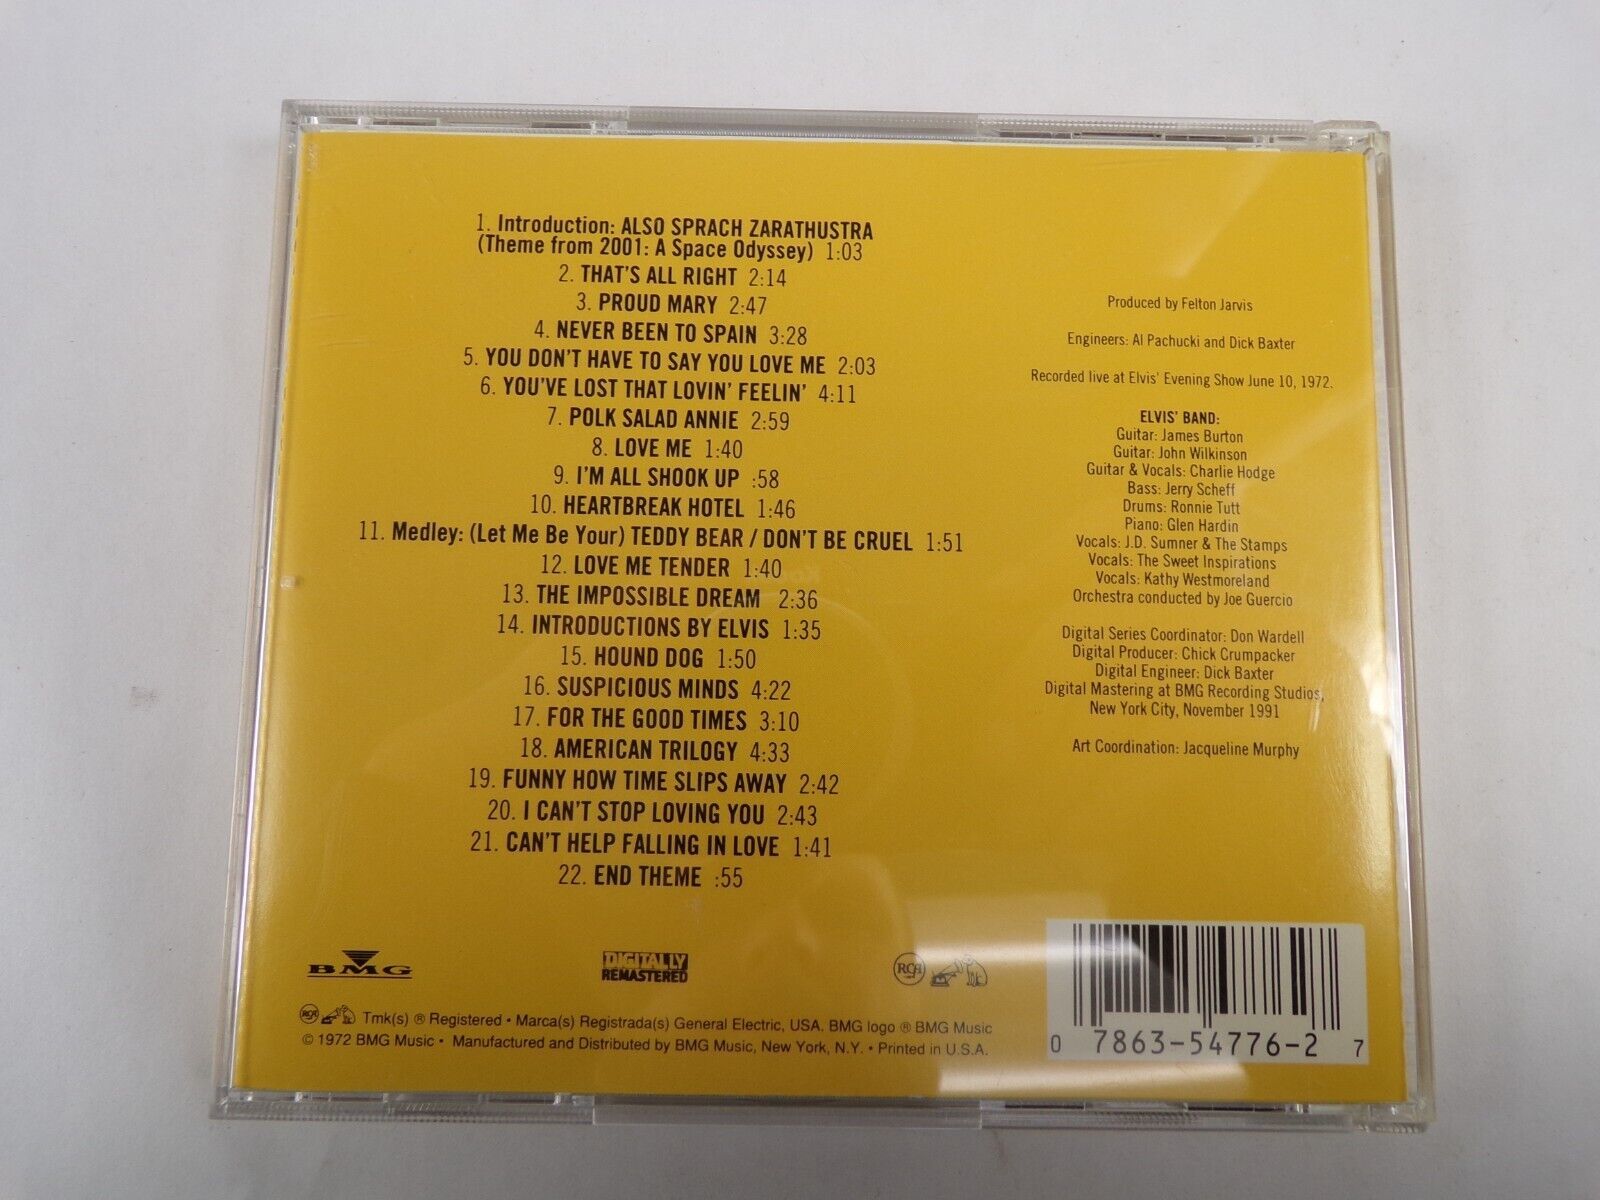 1. Introduction: ALSO SPRACH ZARATHUSTRA
(Theme from 2001: A Space Odyssey) 1:03
2. THAT'S ALL RIGHT 2:14
3. PROUD MARY 2:47
4. NEVER BEEN TO SPAIN 3:28
5. YOU DON'T HAVE TO SAY YOU LOVE ME 2:03
6. YOU'VE LOST THAT LOVIN' FEELIN' 4:11
7. POLK SALAD ANNIE 2:59
8. LOVE ME 1:40
9. I'M ALL SHOOK UP :58
10. HEARTBREAK HOTEL 1:46
11. Medley: (Let Me Be Your) TEDDY BEAR / DON'T BE CRUEL 1:51
12. LOVE ME TENDER 1:40
13. THE IMPOSSIBLE DREAM 2:36
14. INTRODUCTIONS BY ELVIS 1:35
15. HOUND DOG 1:50
16. SUSPICIOUS MINDS 4:22
17. FOR THE GOOD TIMES 3:10
18. AMERICAN TRILOGY 4:33
19. FUNNY HOW TIME SLIPS AWAY 2:42
20. I CAN'T STOP LOVING YOU 2:43
21. CAN'T HELP FALLING IN LOVE 1:41
22. END THEME :55
Produced by Felton Jarvis
Engineers: Al Pachucki and Dick Baxter
Recorded live at Elvis' Evening Show June 10, 1972.
ELVIS' BAND:
Guitar: James Burton
Guitar: John Wilkinson
Guitar & Vocals: Charlie Hodge
Bass: Jerry Scheff
Drums: Ronnie Tutt
Piano: Glen Hardin
Vocals: J.D. Sumner & The Stamps
Vocals: The Sweet Inspirations
Vocals: Kathy Westmoreland
Orchestra conducted by Joe Guercio
Digital Series Coordinator: Don Wardell
Digital Producer: Chick Crumpacker
Digital Engineer: Dick Baxter
Digital Mastering at BMG Recording Studios,
New York City, November 1991
Art Coordination: Jacqueline Murphy
BMG
DIGITALLY
REMASTERED
RCA
RCA Tmk(s) ® Registered • Marca(s) Registrada(s) General Electric, USA. BMG logo ® BMG Music
© 1972 BMG Music • Manufactured and Distributed by BMG Music, New York, N.Y. • Printed in U.S.A.
0 7863-54776-2 7